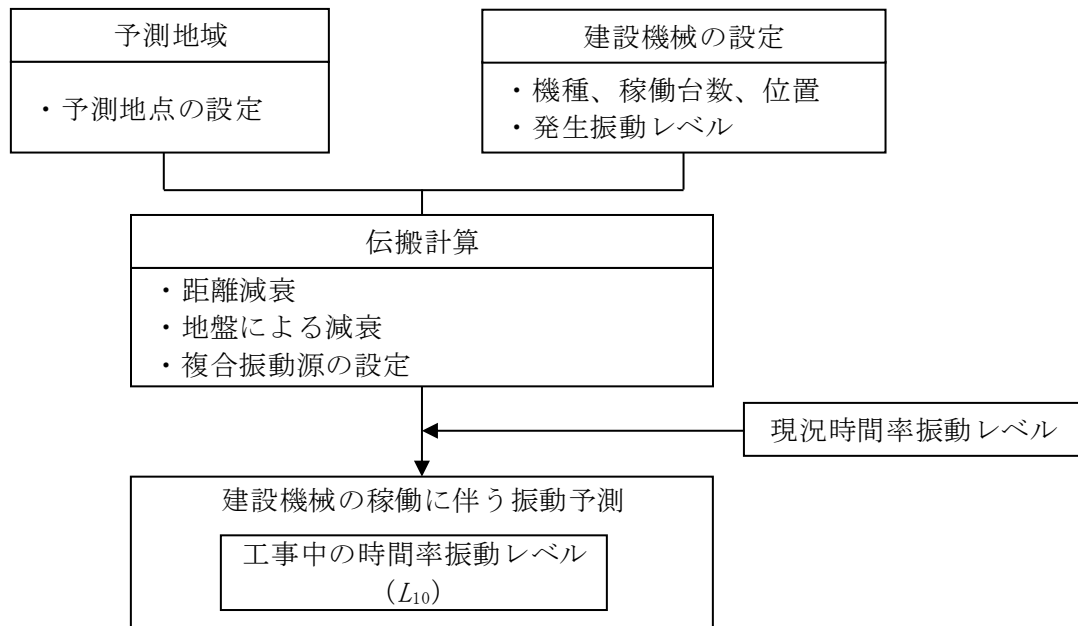 予測地域
・予測地点の設定
建設機械の設定
・機種、稼働台数、位置
・発生振動レベル
伝搬計算
・距離減衰
・地盤による減衰
・複合振動源の設定
現況時間率振動レベル
建設機械の稼働に伴う振動予測
工事中の時間率振動レベル
(L10)